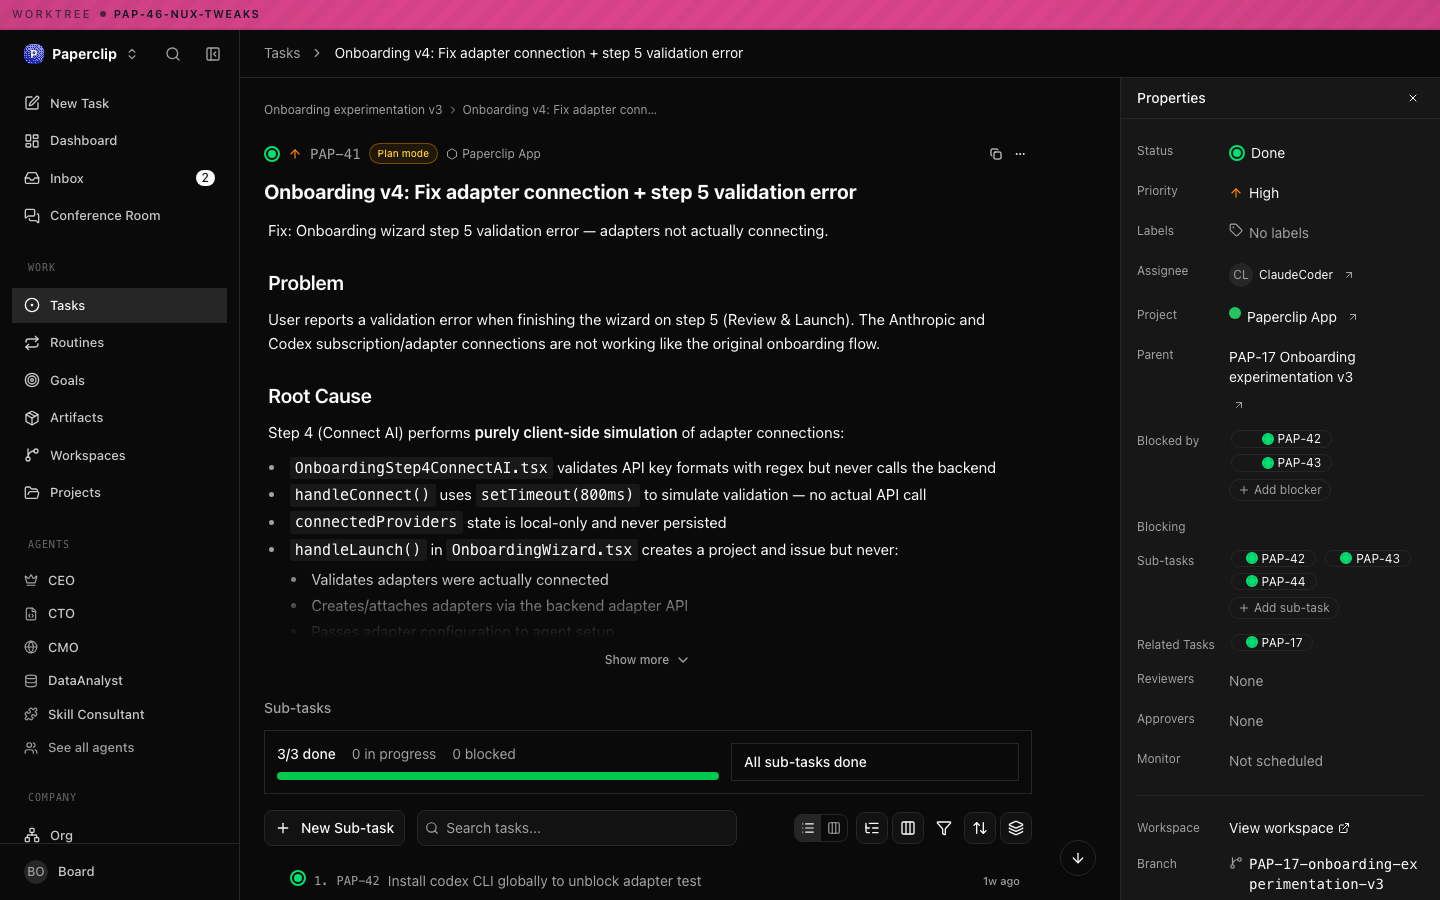 WORKTREE PAP-46-NUX-TWEAKS
Paperclip
New Task
Dashboard
Inbox 2
Conference Room
WORK
Tasks
Routines
Goals
Artifacts
Workspaces
Projects
AGENTS
CEO
CTO
CMO
DataAnalyst
Skill Consultant
See all agents
COMPANY
Org
BO Board
Tasks Onboarding v4: Fix adapter connection + step 5 validation error
Onboarding experimentation v3 Onboarding v4: Fix adapter conn...
PAP-41 Plan mode Paperclip App
Onboarding v4: Fix adapter connection + step 5 validation error
Fix: Onboarding wizard step 5 validation error — adapters not actually connecting.
Problem
User reports a validation error when finishing the wizard on step 5 (Review & Launch). The Anthropic and
Codex subscription/adapter connections are not working like the original onboarding flow.
Root Cause
Step 4 (Connect AI) performs purely client-side simulation of adapter connections:
OnboardingStep4ConnectAI.tsx validates API key formats with regex but never calls the backend
handleConnect() uses setTimeout(800ms) to simulate validation — no actual API call
connectedProviders state is local-only and never persisted
handleLaunch() in OnboardingWizard.tsx creates a project and issue but never:
Validates adapters were actually connected
Creates/attaches adapters via the backend adapter API
Passes adapter configuration to agent setup
Show more
Sub-tasks
3/3 done 0 in progress 0 blocked
All sub-tasks done
New Sub-task
Search tasks...
1. PAP-42 Install codex CLI globally to unblock adapter test 1w ago
Properties
Status Done
Priority High
Labels No labels
Assignee CL ClaudeCoder
Project Paperclip App
Parent PAP-17 Onboarding
experimentation v3
Blocked by PAP-42
PAP-43
+ Add blocker
Blocking
Sub-tasks PAP-42 PAP-43
PAP-44
+ Add sub-task
Related Tasks PAP-17
Reviewers None
Approvers None
Monitor Not scheduled
Workspace View workspace
Branch PAP-17-onboarding-ex
perimentation-v3